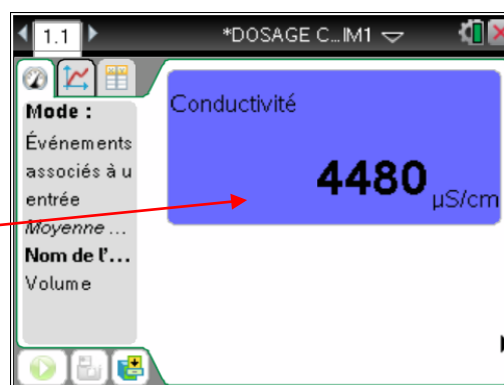 1.1
*DOSAGE C…IM1
Mode :
Événements
associés à u
entrée
Moyenne …
Nom de l'…
Volume
Conductivité
4480 µS/cm